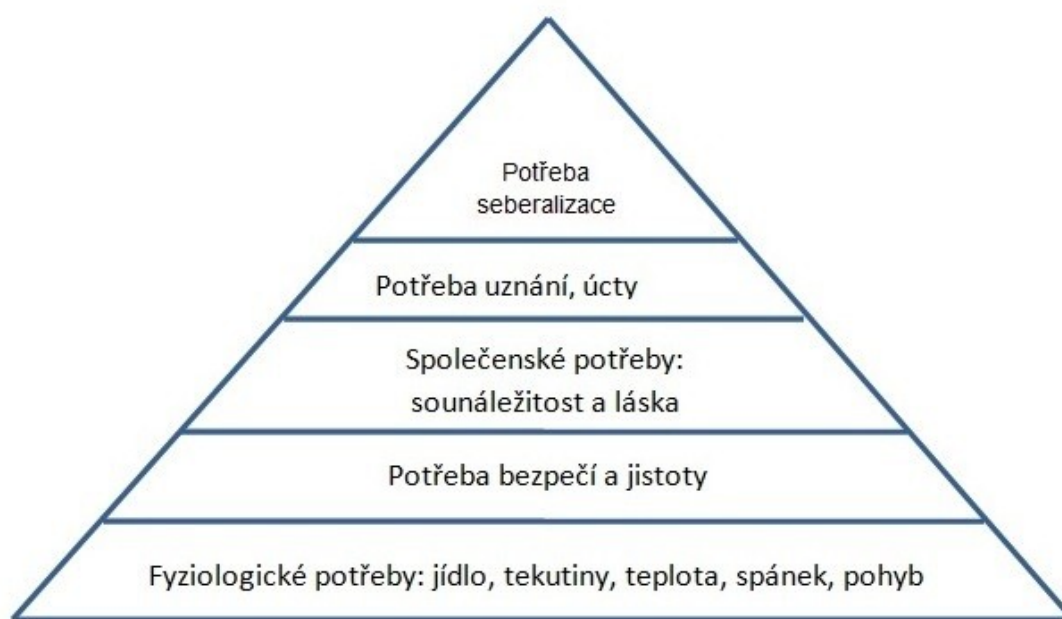 Potřeba
seberalizace
Potřeba uznání, úcty
Společenské potřeby:
sounáležitost a láska
Potřeba bezpečí a jistoty
Fyziologické potřeby: jídlo, tekutiny, teplota, spánek, pohyb